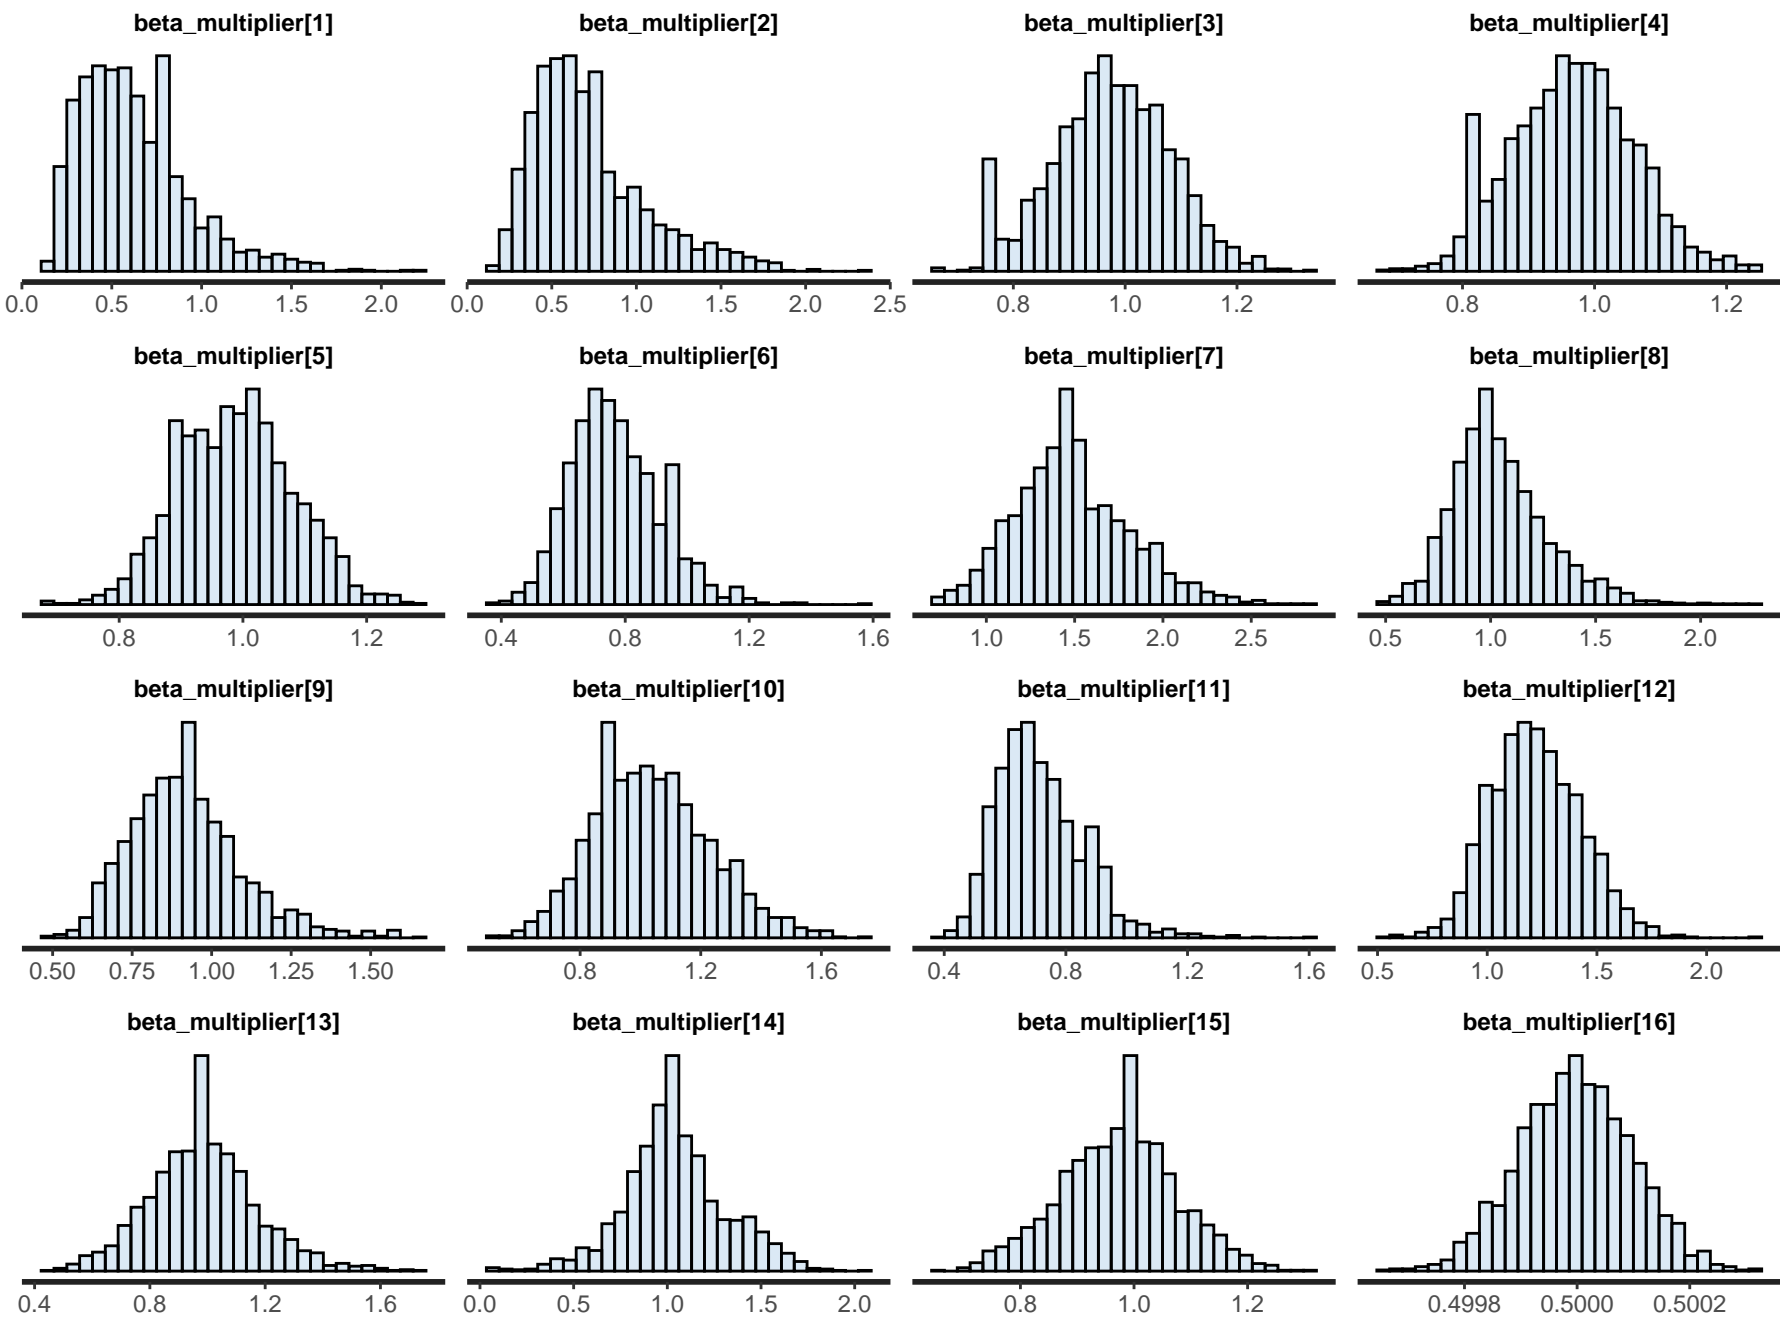 beta_multiplier[1] beta_multiplier[2] beta_multiplier[3] beta_multiplier[4]
0.0 0.5 1.0 1.5 2.0 0.0 0.5 1.0 1.5 2.0 2.5 0.8 1.0 1.2 0.8 1.0 1.2
beta_multiplier[5] beta_multiplier[6] beta_multiplier[7] beta_multiplier[8]
0.8 1.0 1.2 0.4 0.8 1.2 1.6 1.0 1.5 2.0 2.5 0.5 1.0 1.5 2.0
beta_multiplier[9] beta_multiplier[10] beta_multiplier[11] beta_multiplier[12]
0.50 0.75 1.00 1.25 1.50 0.8 1.2 1.6 0.4 0.8 1.2 1.6 0.5 1.0 1.5 2.0
beta_multiplier[13] beta_multiplier[14] beta_multiplier[15] beta_multiplier[16]
0.4 0.8 1.2 1.6 0.0 0.5 1.0 1.5 2.0 0.8 1.0 1.2 0.4998 0.5000 0.5002